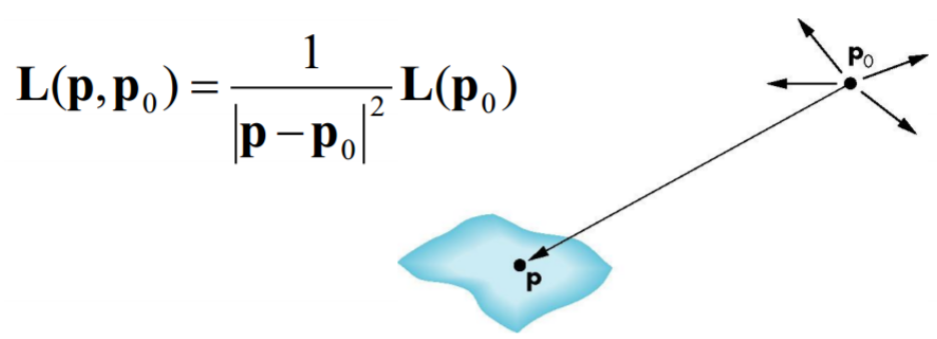 L(p,p₀) = 1/|p − p₀|² L(p₀)
p₀
p